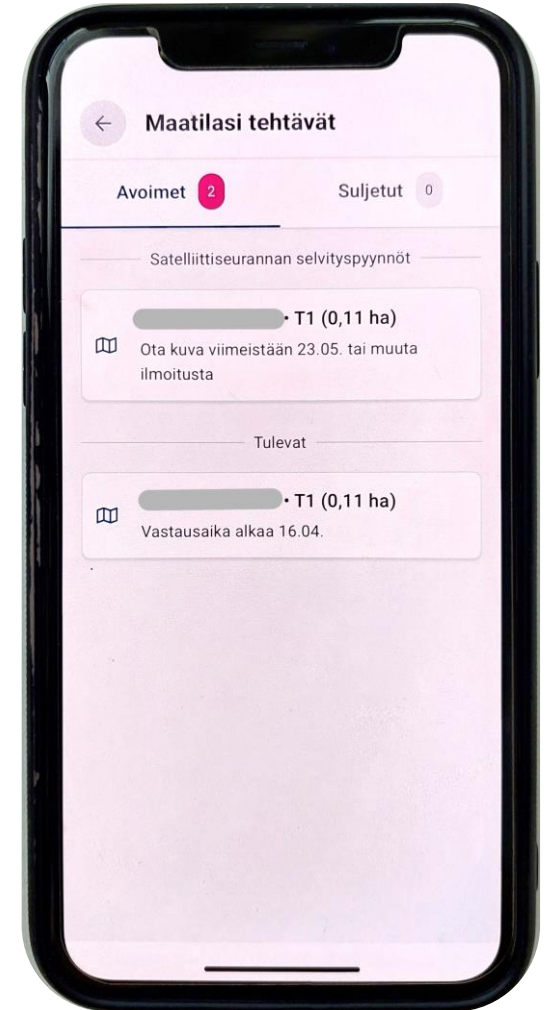 Maatilasi tehtävät
Avoimet 2 Suljetut 0
Satelliittiseurannan selvityspyynnöt
• T1 (0,11 ha)
Ota kuva viimeistään 23.05. tai muuta
ilmoitusta
Tulevat
• T1 (0,11 ha)
Vastausaika alkaa 16.04.